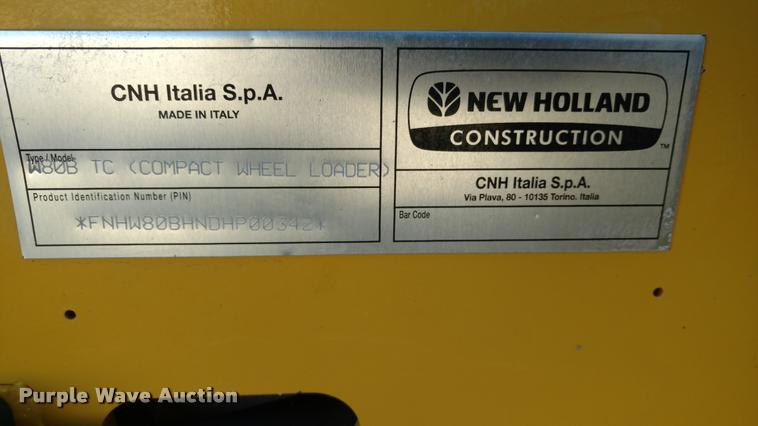 CNH Italia S.p.A.
MADE IN ITALY
Type / Model
W80B TC (COMPACT WHEEL LOADER)
Product Identification Number (PIN)
*FNHW80BHNDHP00342*
NEW HOLLAND
CONSTRUCTION
TM
CNH Italia S.p.A.
Via Plava, 80 - 10135 Torino. Italia
Bar Code
Purple Wave Auction